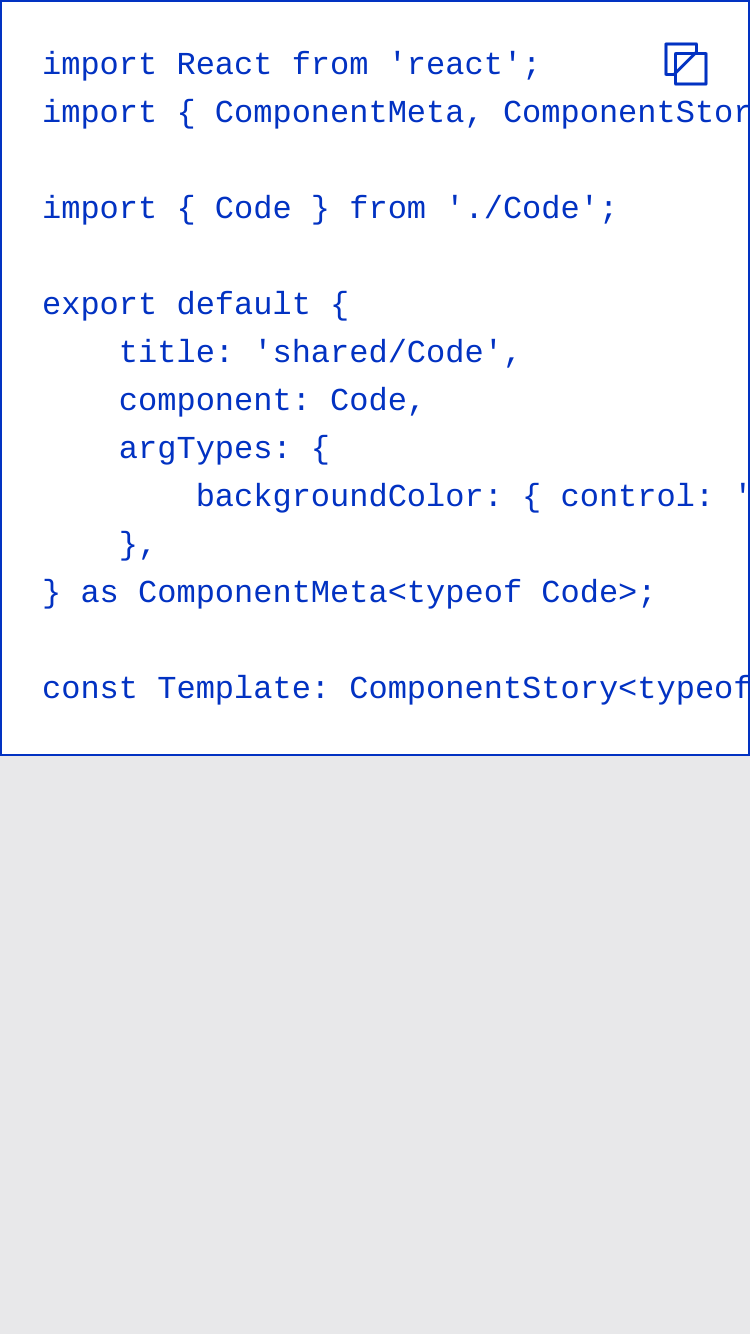 import React from 'react';
import { ComponentMeta, ComponentStor
import { Code } from './Code';
export default {
    title: 'shared/Code',
    component: Code,
    argTypes: {
        backgroundColor: { control: '
    },
} as ComponentMeta<typeof Code>;
const Template: ComponentStory<typeof